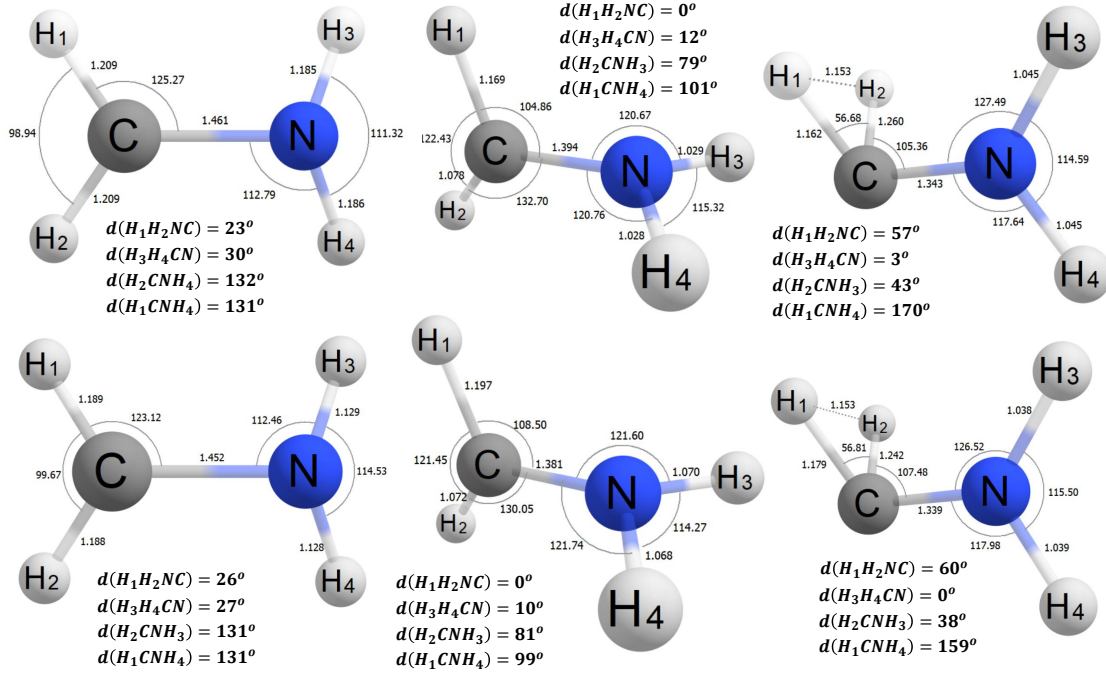 H1
H3
1.209
125.27
1.185
98.94
C
1.461
N
111.32
1.209
112.79
1.186
H2
H4
d(H₁H₂NC) = 23°
d(H₃H₄CN) = 30°
d(H₂CNH₄) = 132°
d(H₁CNH₄) = 131°
d(H₁H₂NC) = 0°
d(H₃H₄CN) = 12°
d(H₂CNH₃) = 79°
d(H₁CNH₄) = 101°
H1
1.169
104.86
120.67
122.43
C
1.394
N
1.029
H3
1.078
H2
132.70
120.76
115.32
1.028
H4
H3
1.045
H1
1.153
H2
127.49
56.68
1.162
1.260
105.36
N
114.59
C
1.343
117.64
1.045
H4
d(H₁H₂NC) = 57°
d(H₃H₄CN) = 3°
d(H₂CNH₃) = 43°
d(H₁CNH₄) = 170°
H1
H3
1.189
123.12
112.46
1.129
99.67
C
1.452
N
114.53
1.188
1.128
H2
H4
d(H₁H₂NC) = 26°
d(H₃H₄CN) = 27°
d(H₂CNH₃) = 131°
d(H₁CNH₄) = 131°
H1
1.197
108.50
121.60
121.45
C
1.381
N
1.070
H3
1.072
H2
130.05
121.74
114.27
1.068
H4
d(H₁H₂NC) = 0°
d(H₃H₄CN) = 10°
d(H₂CNH₃) = 81°
d(H₁CNH₄) = 99°
H3
1.038
H1
1.153
H2
126.52
56.81
1.179
1.242
107.48
N
115.50
C
1.339
117.98
1.039
H4
d(H₁H₂NC) = 60°
d(H₃H₄CN) = 0°
d(H₂CNH₃) = 38°
d(H₁CNH₄) = 159°